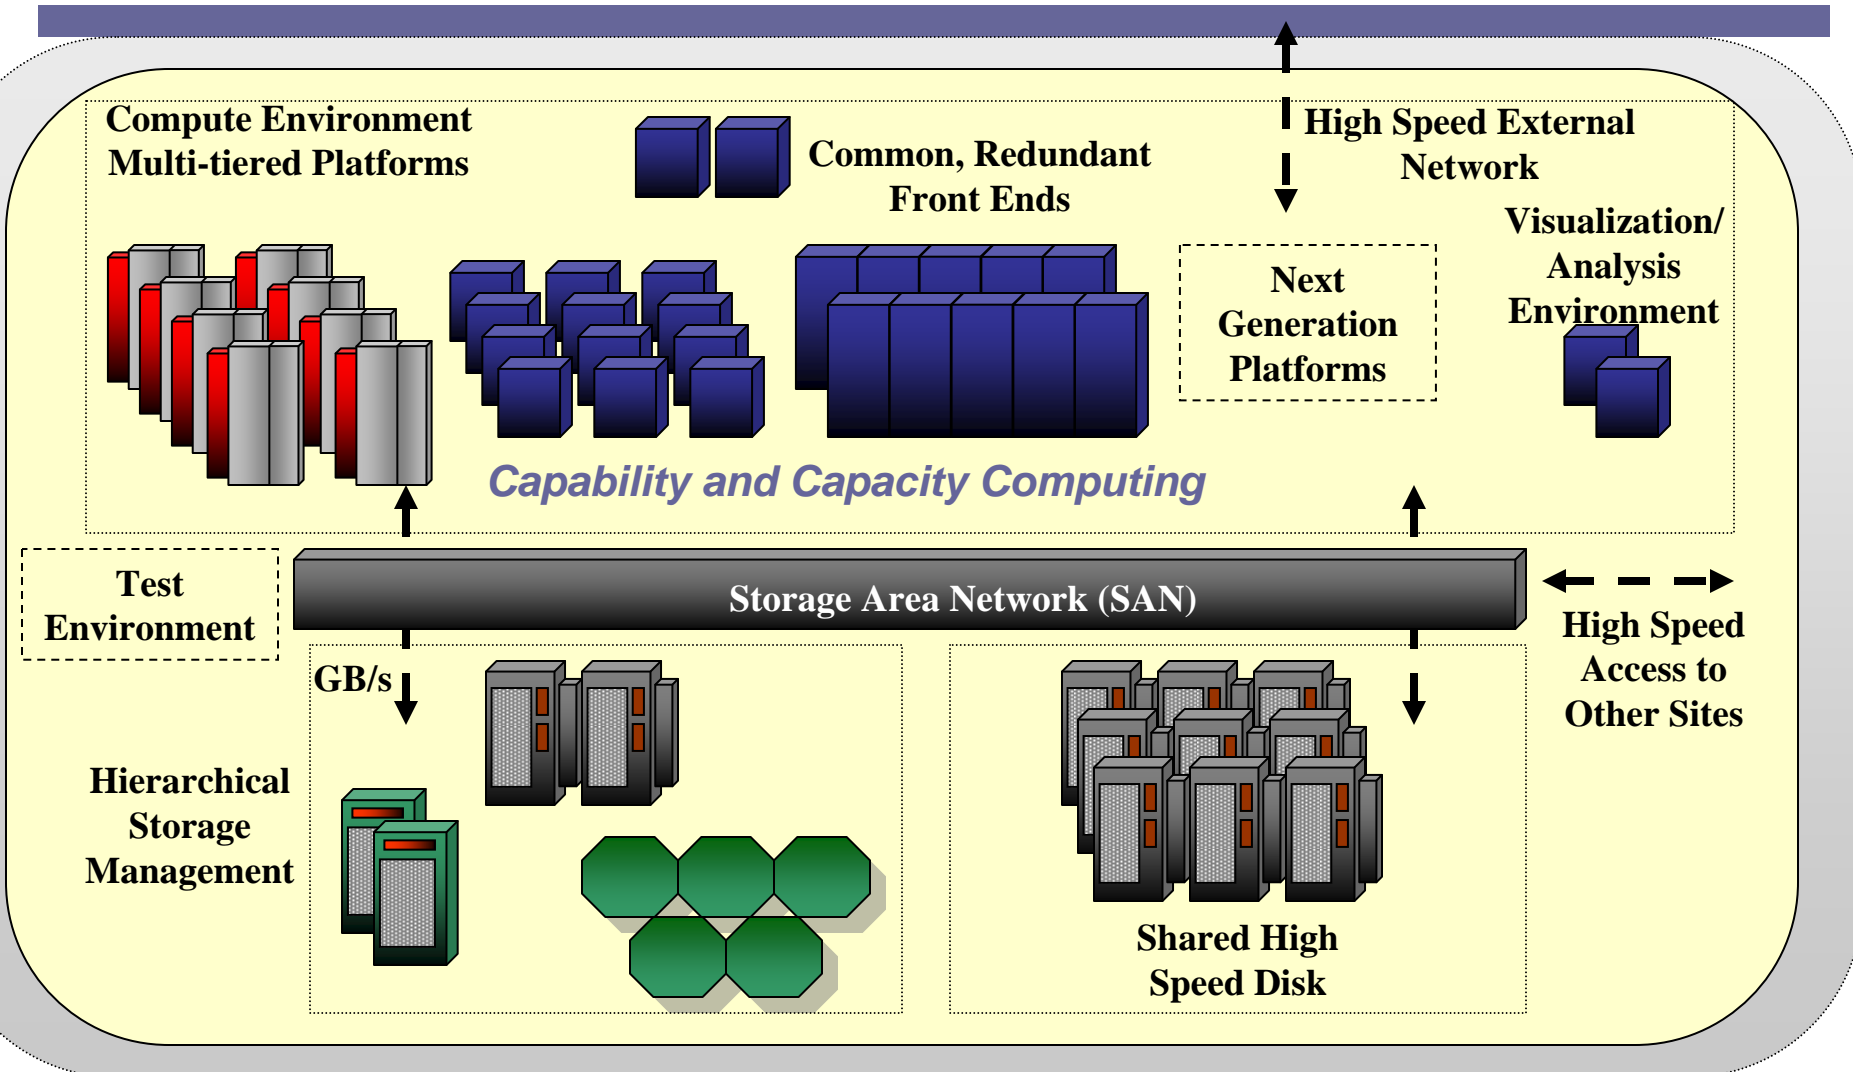 Compute Environment
Multi-tiered Platforms
Common, Redundant
Front Ends
High Speed External
Network
Visualization/
Analysis
Environment
Next
Generation
Platforms
Capability and Capacity Computing
Test
Environment
Storage Area Network (SAN)
High Speed
Access to
Other Sites
GB/s
Hierarchical
Storage
Management
Shared High
Speed Disk